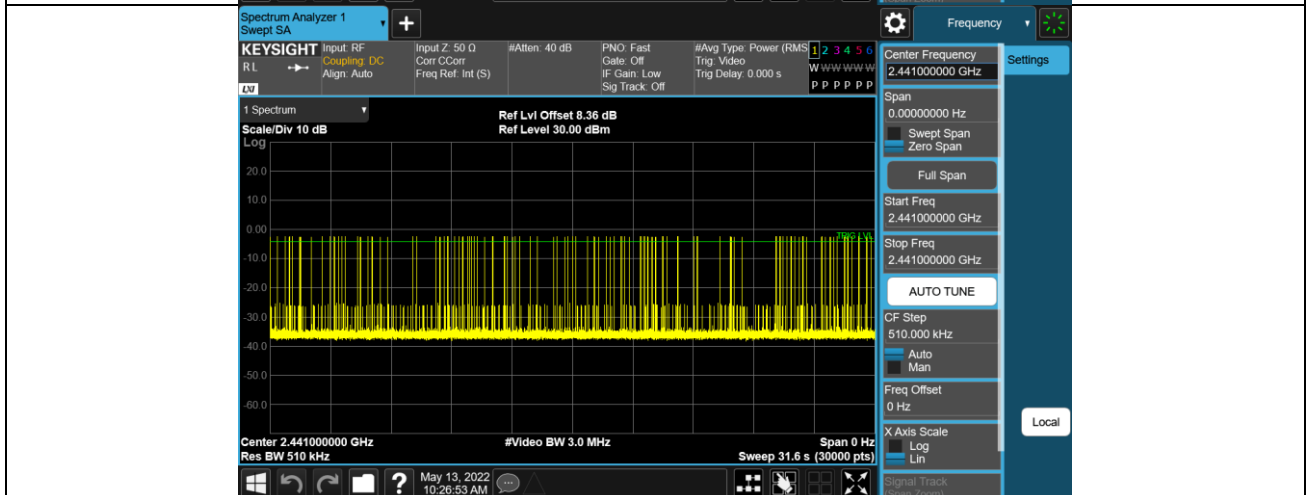 Spectrum Analyzer 1
Swept SA
+
Frequency
KEYSIGHT
RL
LXI
Input: RF
Coupling: DC
Align: Auto
Input Z: 50 Ω
Corr CCorr
Freq Ref: Int (S)
#Atten: 40 dB
PNO: Fast
Gate: Off
IF Gain: Low
Sig Track: Off
#Avg Type: Power (RMS
Trig: Video
Trig Delay: 0.000 s
1 2 3 4 5 6
W W W W W W
P P P P P P
Center Frequency
2.441000000 GHz
Settings
Span
0.00000000 Hz
Swept Span
Zero Span
Full Span
Start Freq
2.441000000 GHz
Stop Freq
2.441000000 GHz
AUTO TUNE
CF Step
510.000 kHz
Auto
Man
Freq Offset
0 Hz
X Axis Scale
Log
Lin
Signal Track
(Span Zoom)
Local
1 Spectrum
Scale/Div 10 dB
Log
Ref Lvl Offset 8.36 dB
Ref Level 30.00 dBm
20.0
10.0
0.00
TRIG LVL
-10.0
-20.0
-30.0
-40.0
-50.0
-60.0
Center 2.441000000 GHz
#Video BW 3.0 MHz
Span 0 Hz
Res BW 510 kHz
Sweep 31.6 s (30000 pts)
?
May 13, 2022
10:26:53 AM